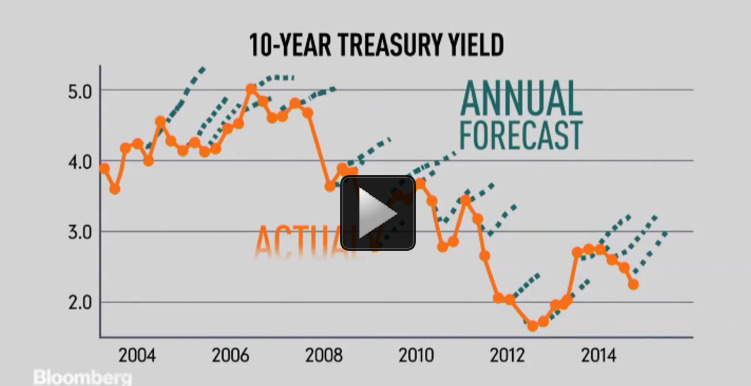 10-YEAR TREASURY YIELD
5.0
ANNUAL
FORECAST
4.0
3.0
ACTUAL
2.0
2004 2006 2008 2010 2012 2014
Bloomberg